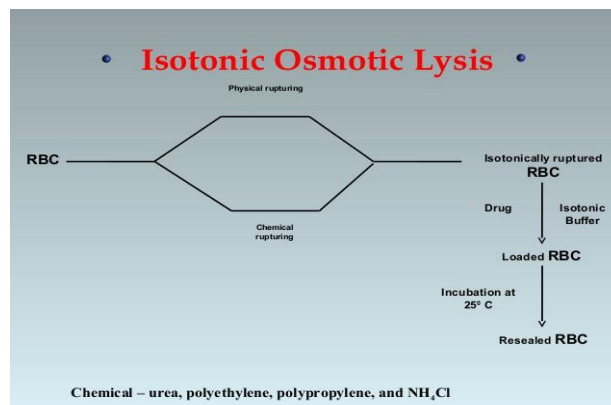 • Isotonic Osmotic Lysis •
Physical rupturing
RBC
Chemical
rupturing
Isotonically ruptured
RBC
Drug Isotonic
Buffer
Loaded RBC
Incubation at
25⁰ C
Resealed RBC
Chemical – urea, polyethylene, polypropylene, and NH₄Cl